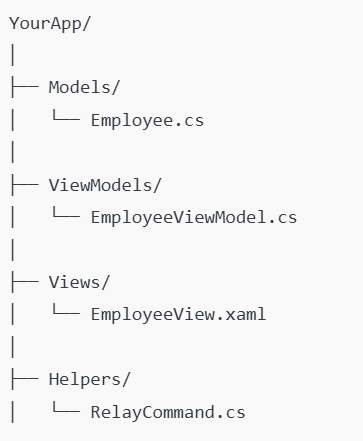 YourApp/
│
├── Models/
│   └── Employee.cs
│
├── ViewModels/
│   └── EmployeeViewModel.cs
│
├── Views/
│   └── EmployeeView.xaml
│
├── Helpers/
│   └── RelayCommand.cs